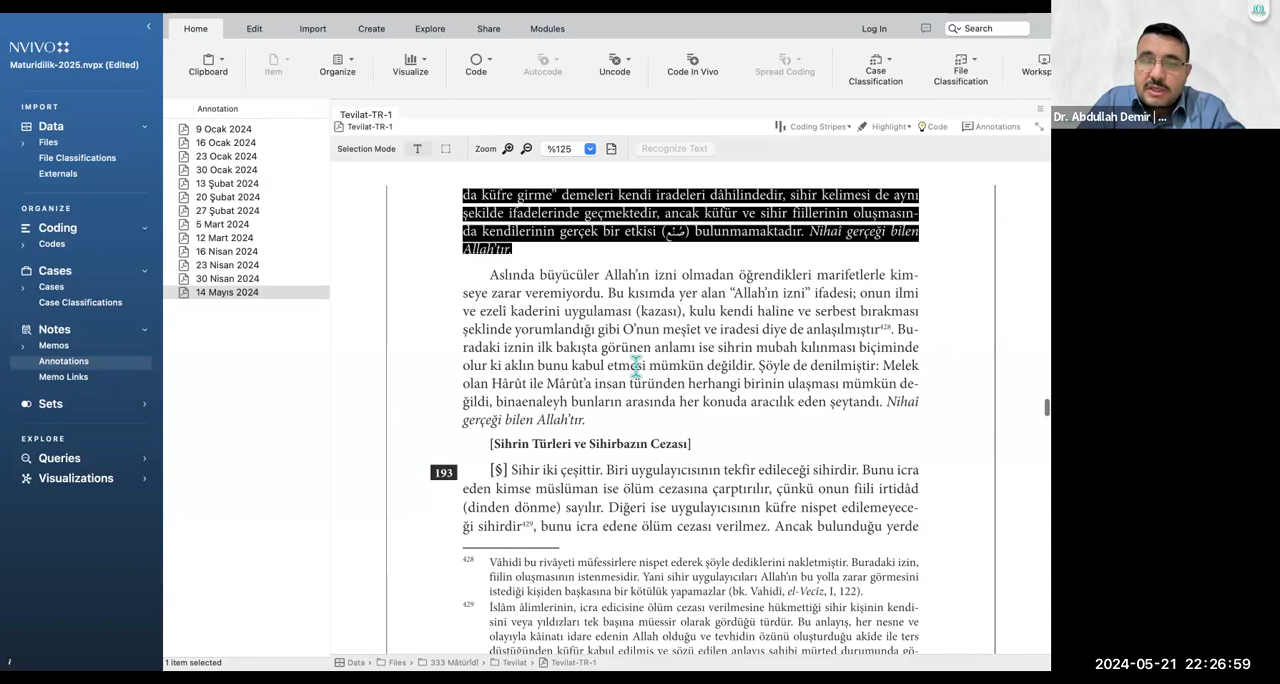 Home
Edit
Import
Create
Explore
Share
Modules
Log In
Search
NVIVO
Maturidilik-2025.nvpx (Edited)
Clipboard
Item
Organize
Visualize
Code
Autocode
Uncode
Code In Vivo
Spread Coding
Case Classification
File Classification
Worksp
IMPORT
Data
Files
File Classifications
Externals
ORGANIZE
Coding
Codes
Cases
Cases
Case Classifications
Notes
Memos
Annotations
Memo Links
Sets
EXPLORE
Queries
Visualizations
Annotation
9 Ocak 2024
16 Ocak 2024
23 Ocak 2024
30 Ocak 2024
13 Şubat 2024
20 Şubat 2024
27 Şubat 2024
5 Mart 2024
12 Mart 2024
16 Nisan 2024
23 Nisan 2024
30 Nisan 2024
14 Mayıs 2024
1 item selected
Tevilat-TR-1
Tevilat-TR-1
Coding Stripes
Highlight
Code
Annotations
Selection Mode
T
Zoom
%125
Recognize Text
da küfre girme” demeleri kendi iradeleri dâhilindedir, sihir kelimesi de aynı
şekilde ifadelerinde geçmektedir, ancak küfür ve sihir fiillerinin oluşmasın-
da kendilerinin gerçek bir etkisi (صُنْع) bulunmamaktadır. Nihaî gerçeği bilen
Allah’tır.
Aslında büyücüler Allah’ın izni olmadan öğrendikleri marifetlerle kim-
seye zarar veremiyordu. Bu kısımda yer alan “Allah’ın izni” ifadesi; onun ilmi
ve ezelî kaderini uygulaması (kazası), kulu kendi haline ve serbest bırakması
şeklinde yorumlandığı gibi O’nun meşîet ve iradesi diye de anlaşılmıştır428. Bu-
radaki iznin ilk bakışta görünen anlamı ise sihrin mubah kılınması biçiminde
olur ki aklın bunu kabul etmesi mümkün değildir. Şöyle de denilmiştir: Melek
olan Hârût ile Mârût’a insan türünden herhangi birinin ulaşması mümkün de-
ğildi, binaenaleyh bunların arasında her konuda aracılık eden şeytandı. Nihaî
gerçeği bilen Allah’tır.
[Sihrin Türleri ve Sihirbazın Cezası]
193
[§] Sihir iki çeşittir. Biri uygulayıcısının tekfir edileceği sihirdir. Bunu icra
eden kimse müslüman ise ölüm cezasına çarptırılır, çünkü onun fiili irtidâd
(dinden dönme) sayılır. Diğeri ise uygulayıcısının küfre nispet edilemeyece-
ği sihirdir429, bunu icra edene ölüm cezası verilmez. Ancak bulunduğu yerde
428 Vâhidî bu rivâyeti müfessirlere nispet ederek şöyle dediklerini nakletmiştir. Buradaki izin,
fiilin oluşmasının istenmesidir. Yani sihir uygulayıcıları Allah’ın bu yolla zarar görmesini
istediği kişiden başkasına bir kötülük yapamazlar (bk. Vahidî, el-Vecîz, I, 122).
429 İslâm âlimlerinin, icra edicisine ölüm cezası verilmesine hükmettiği sihir kişinin kendi-
sini veya yıldızları tek başına müessir olarak gördüğü türdür. Bu anlayış, her nesne ve
olayıyla kâinatı idare edenin Allah olduğu ve tevhidin özünü oluşturduğu akide ile ters
düştüğünden küfür kabul edilmiş ve sözü edilen anlayış sahibi mürted durumunda gö-
Data › Files › 333 Mâtürîdî › Tevilat › Tevilat-TR-1
Dr. Abdullah Demir | ...
2024-05-21 22:26:59